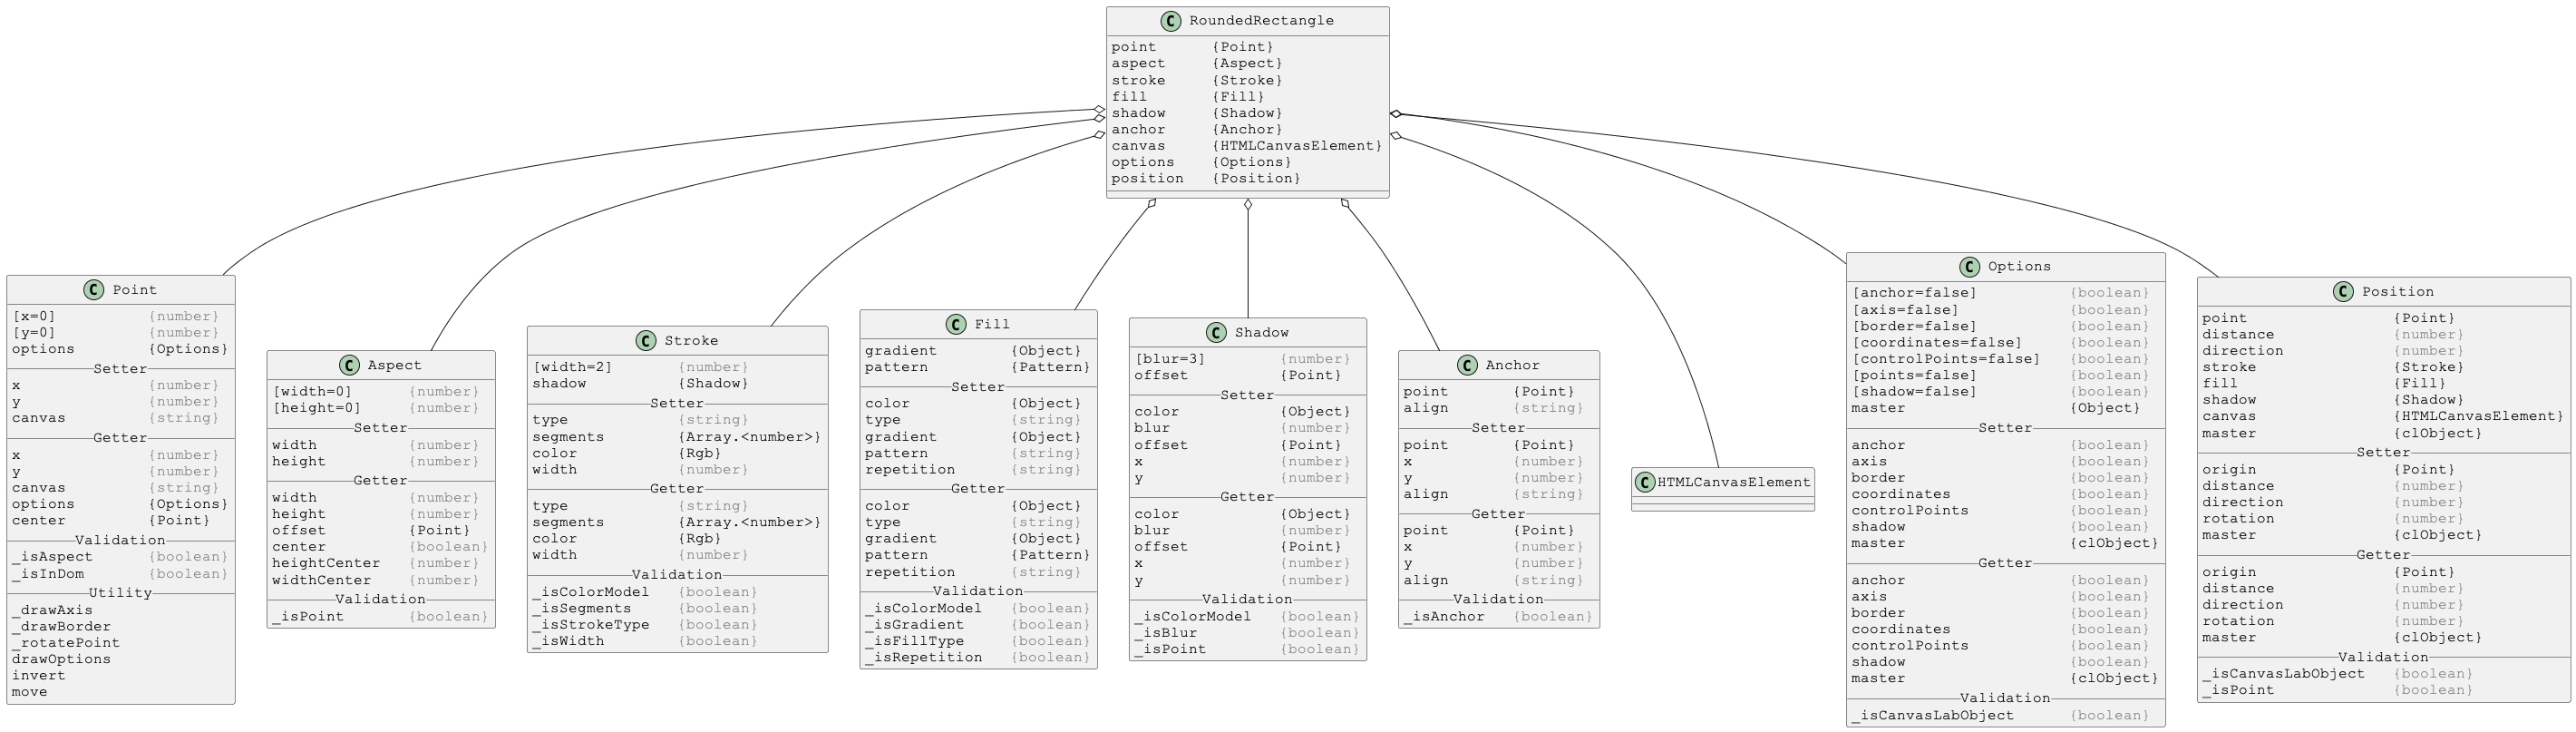 C RoundedRectangle
point {Point}
aspect {Aspect}
stroke {Stroke}
fill {Fill}
shadow {Shadow}
anchor {Anchor}
canvas {HTMLCanvasElement}
options {Options}
position {Position}
C Point
[x=0] {number}
[y=0] {number}
options {Options}
Setter
x {number}
y {number}
canvas {string}
Getter
x {number}
y {number}
canvas {string}
options {Options}
center {Point}
Validation
_isAspect {boolean}
_isInDom {boolean}
Utility
_drawAxis
_drawBorder
_rotatePoint
drawOptions
invert
move
C Aspect
[width=0] {number}
[height=0] {number}
Setter
width {number}
height {number}
Getter
width {number}
height {number}
offset {Point}
center {boolean}
heightCenter {number}
widthCenter {number}
Validation
_isPoint {boolean}
C Stroke
[width=2] {number}
shadow {Shadow}
Setter
type {string}
segments {Array.<number>}
color {Rgb}
width {number}
Getter
type {string}
segments {Array.<number>}
color {Rgb}
width {number}
Validation
_isColorModel {boolean}
_isSegments {boolean}
_isStrokeType {boolean}
_isWidth {boolean}
C Fill
gradient {Object}
pattern {Pattern}
Setter
color {Object}
type {string}
gradient {Object}
pattern {string}
repetition {string}
Getter
color {Object}
type {string}
gradient {Object}
pattern {Pattern}
repetition {string}
Validation
_isColorModel {boolean}
_isGradient {boolean}
_isFillType {boolean}
_isRepetition {boolean}
C Shadow
[blur=3] {number}
offset {Point}
Setter
color {Object}
blur {number}
offset {Point}
x {number}
y {number}
Getter
color {Object}
blur {number}
offset {Point}
x {number}
y {number}
Validation
_isColorModel {boolean}
_isBlur {boolean}
_isPoint {boolean}
C Anchor
point {Point}
align {string}
Setter
point {Point}
x {number}
y {number}
align {string}
Getter
point {Point}
x {number}
y {number}
align {string}
Validation
_isAnchor {boolean}
C HTMLCanvasElement
C Options
[anchor=false] {boolean}
[axis=false] {boolean}
[border=false] {boolean}
[coordinates=false] {boolean}
[controlPoints=false] {boolean}
[points=false] {boolean}
[shadow=false] {boolean}
master {Object}
Setter
anchor {boolean}
axis {boolean}
border {boolean}
coordinates {boolean}
controlPoints {boolean}
shadow {boolean}
master {clObject}
Getter
anchor {boolean}
axis {boolean}
border {boolean}
coordinates {boolean}
controlPoints {boolean}
shadow {boolean}
master {clObject}
Validation
_isCanvasLabObject {boolean}
C Position
point {Point}
distance {number}
direction {number}
stroke {Stroke}
fill {Fill}
shadow {Shadow}
canvas {HTMLCanvasElement}
master {clObject}
Setter
origin {Point}
distance {number}
direction {number}
rotation {number}
master {clObject}
Getter
origin {Point}
distance {number}
direction {number}
rotation {number}
master {clObject}
Validation
_isCanvasLabObject {boolean}
_isPoint {boolean}